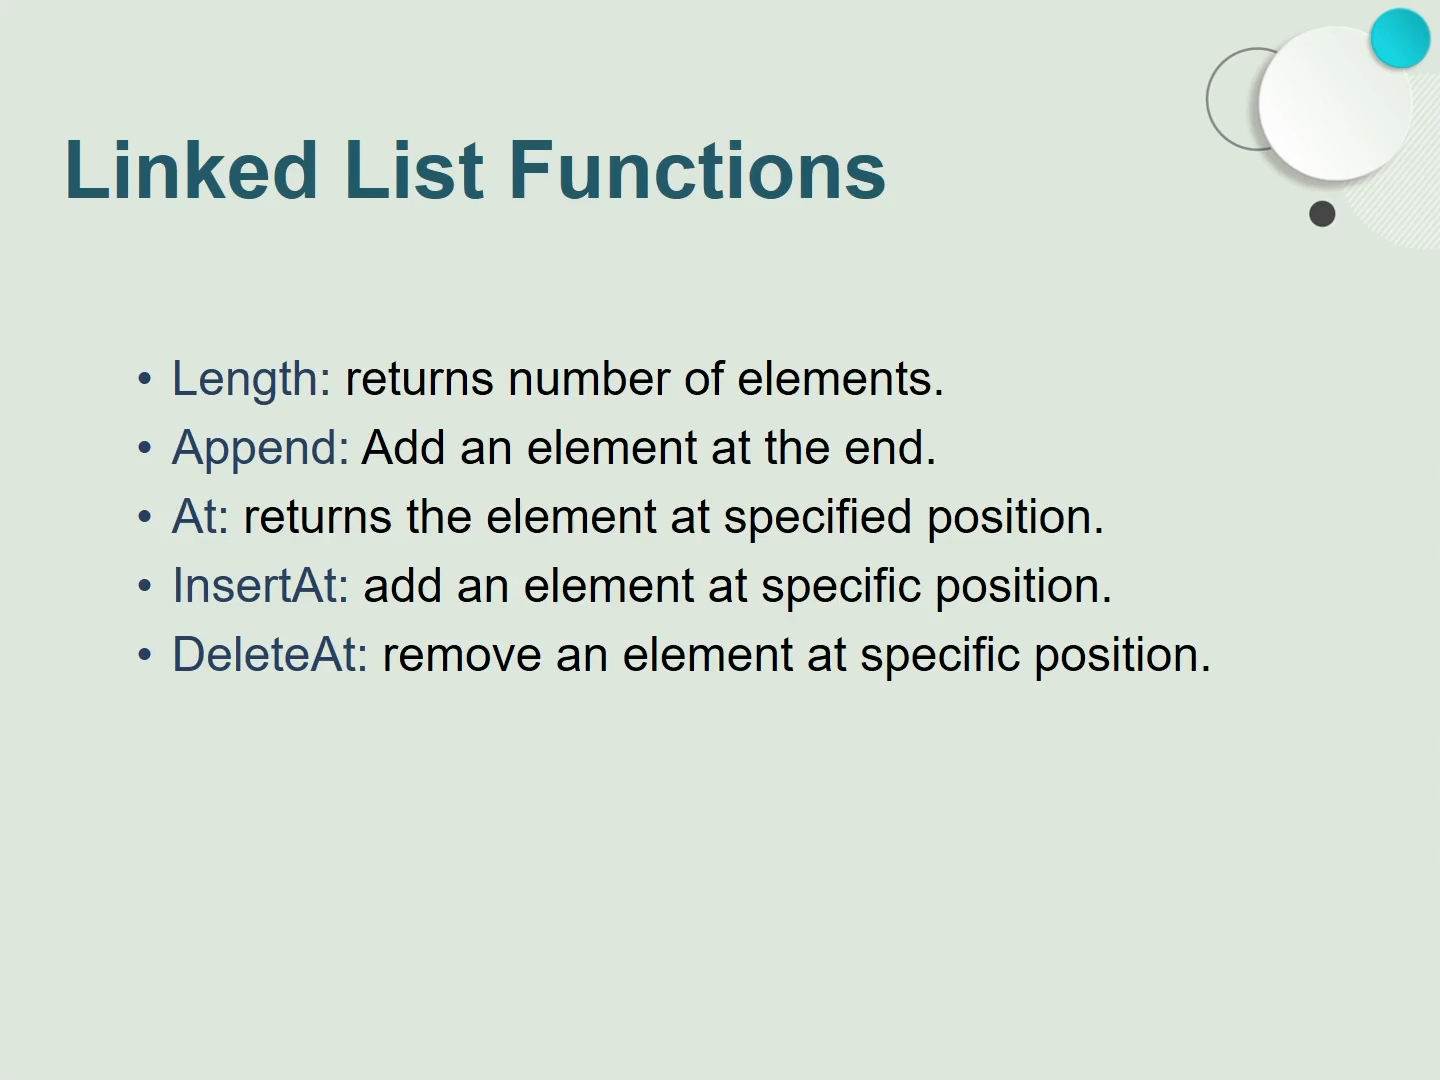 Linked List Functions
• Length: returns number of elements.
• Append: Add an element at the end.
• At: returns the element at specified position.
• InsertAt: add an element at specific position.
• DeleteAt: remove an element at specific position.